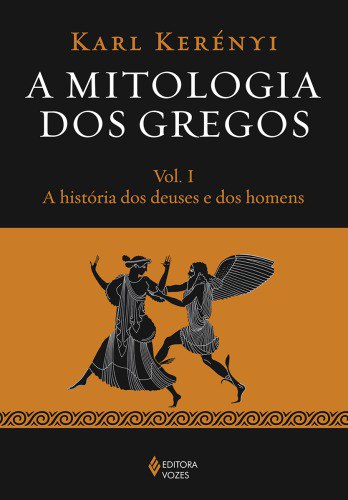 KARL KERÉNYI
A MITOLOGIA
DOS GREGOS
Vol. I
A história dos deuses e dos homens
EDITORA
VOZES